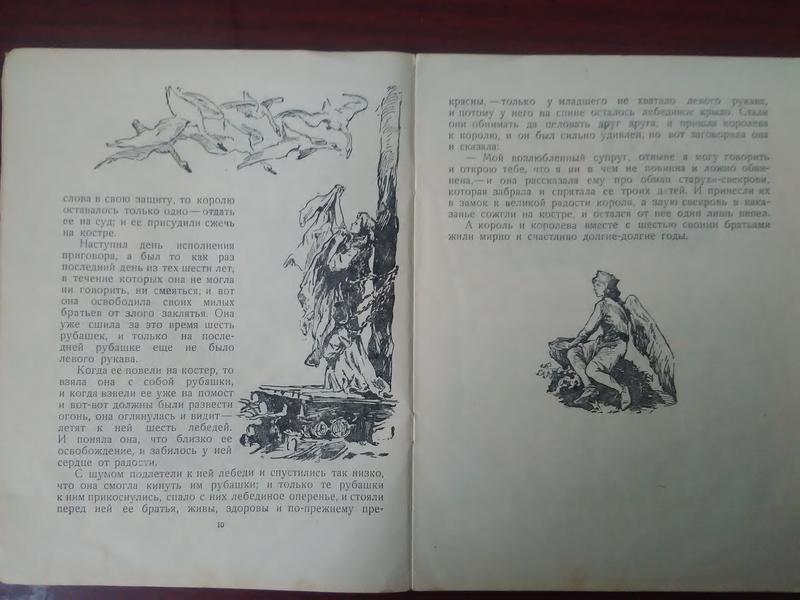 слова в свою защиту, то королю
оставалось только одно — отдать
ее на суд; и ее присудили сжечь
на костре.
Наступил день исполнения
приговора, а был то как раз
последний день из тех шести лет,
в течение которых она не могла
ни говорить, ни смеяться; и вот
она освободила своих милых
братьев от злого заклятья. Она
уже сшила за это время шесть
рубашек, и только на после-
дней рубашке еще не было
левого рукава.
Когда ее повели на костер, то
взяла она с собой рубашки,
и когда взвели ее уже на помост
и вот-вот должны были развести
огонь, она оглянулась и видит —
летят к ней шесть лебедей.
И поняла она, что близко ее
освобождение, и забилось у ней
сердце от радости.
С шумом подлетели к ней лебеди и спустились так низко,
что она смогла кинуть им рубашки; и только те рубашки
к ним прикоснулись, спало с них лебединое оперенье, и стояли
перед ней ее братья, живы, здоровы и по-прежнему пре-
10
красны, — только у младшего не хватало левого рукава,
и потому у него на спине осталось лебединое крыло. Стали
они обнимать да целовать друг друга, и пришла королева
к королю, и он был сильно удивлен, но вот заговорила она
и сказала:
— Мой возлюбленный супруг, отныне я могу говорить
и открою тебе, что я ни в чем не повинна и ложно обви-
нена, — и она рассказала ему про обман старухи-свекрови,
которая забрала и спрятала ее троих детей. И принесли их
в замок к великой радости короля, а злую свекровь в нака-
занье сожгли на костре, и остался от нее один лишь пепел.
А король и королева вместе с шестью своими братьями
жили мирно и счастливо долгие-долгие годы.